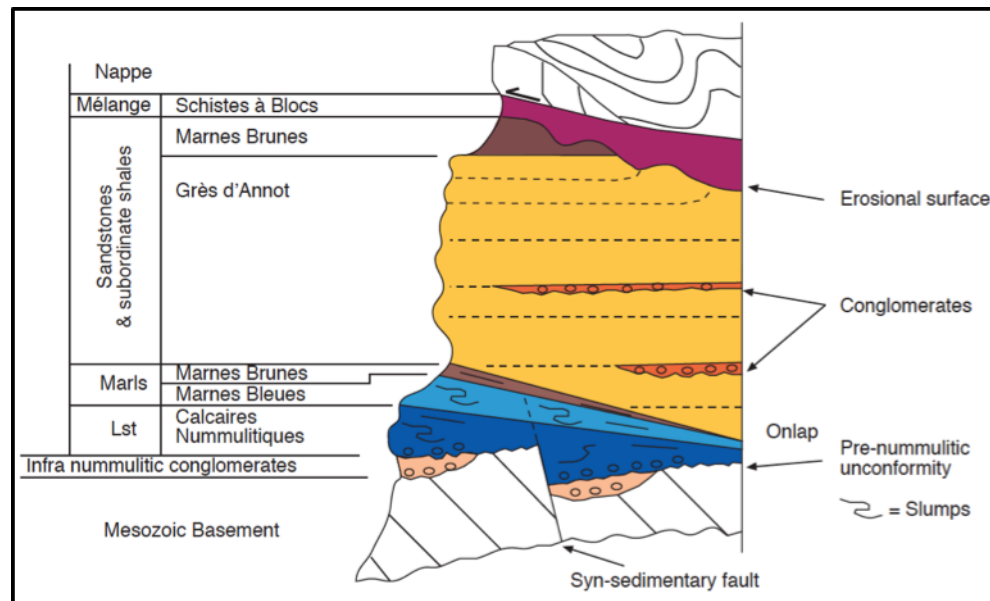 Nappe
Mélange
Schistes à Blocs
Sandstones
& subordinate shales
Marnes Brunes
Grès d'Annot
Marls
Marnes Brunes
Marnes Bleues
Lst
Calcaires
Nummulitiques
Infra nummulitic conglomerates
Mesozoic Basement
Erosional surface
Conglomerates
Onlap
Pre-nummulitic
unconformity
= Slumps
Syn-sedimentary fault